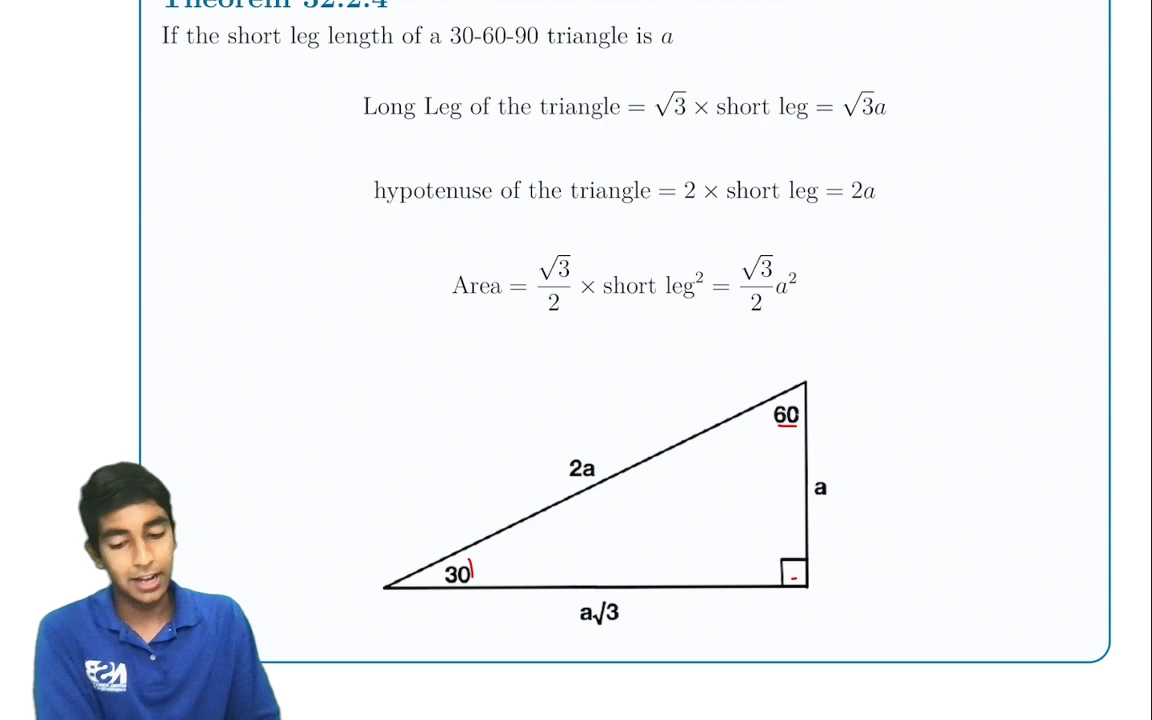 Theorem 32.2.4
If the short leg length of a 30-60-90 triangle is a
Long Leg of the triangle = √3 × short leg = √3a
hypotenuse of the triangle = 2 × short leg = 2a
Area = √3/2 × short leg² = √3/2 a²
60
2a
a
30
a√3